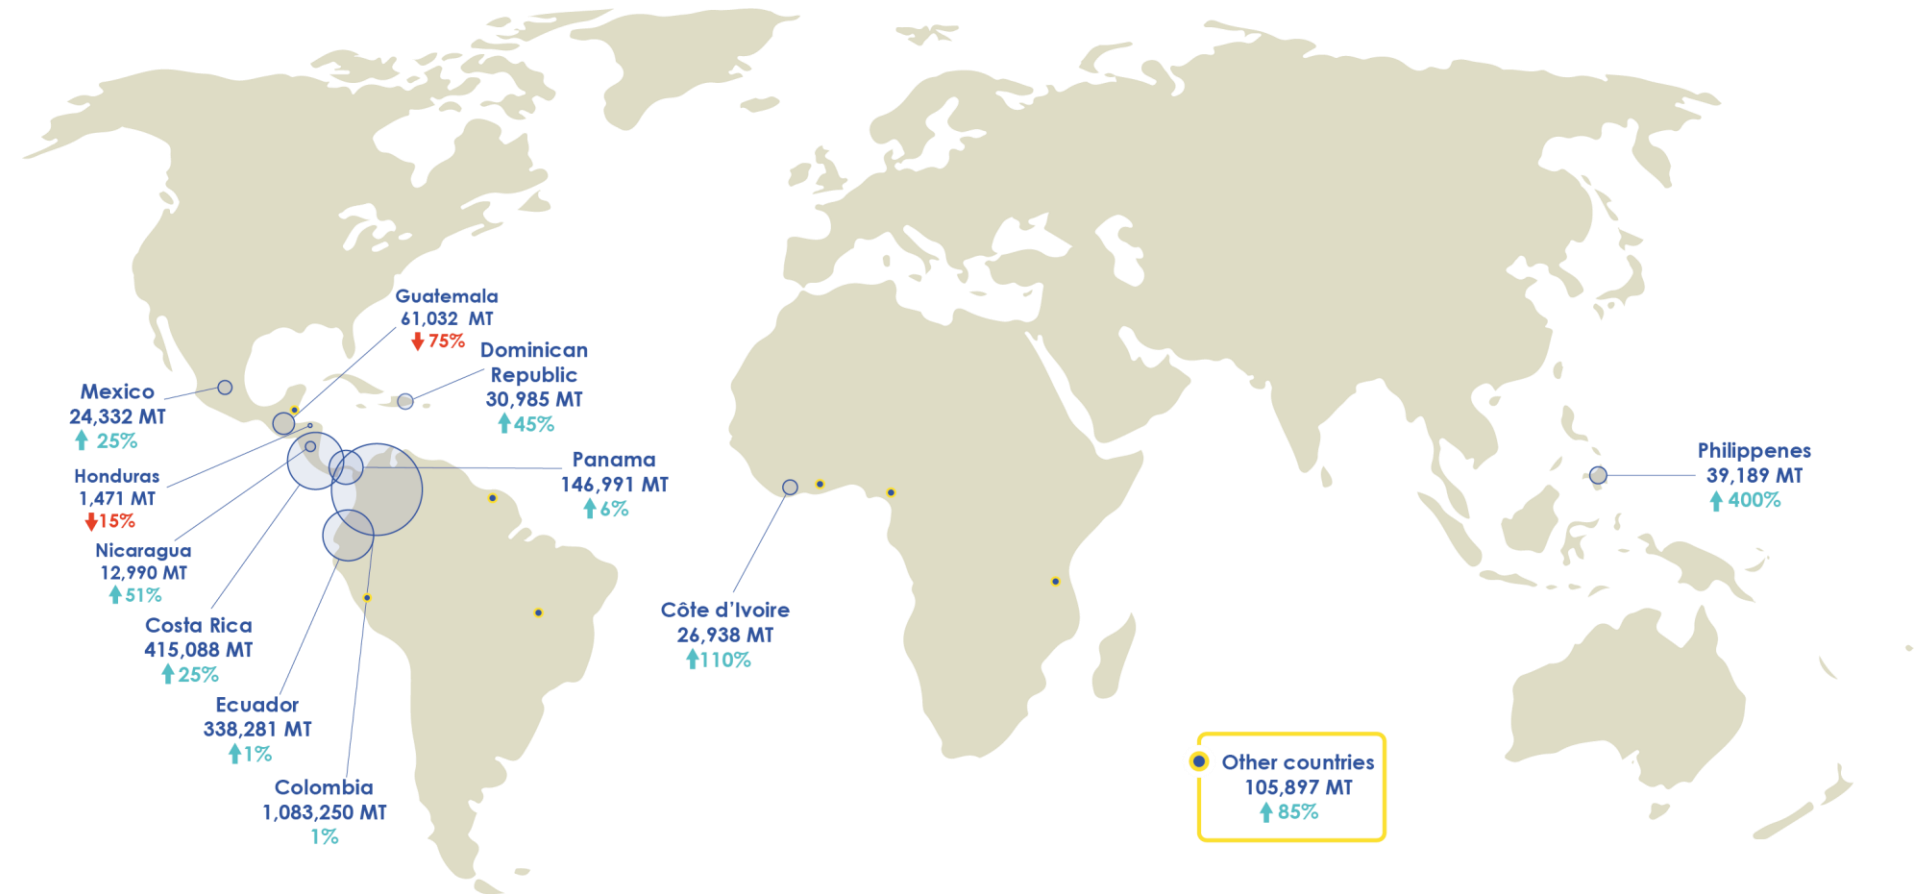 Guatemala
61,032 MT
75%
Dominican
Republic
30,985 MT
45%
Mexico
24,332 MT
25%
Honduras
1,471 MT
15%
Nicaragua
12,990 MT
51%
Costa Rica
415,088 MT
25%
Ecuador
338,281 MT
1%
Colombia
1,083,250 MT
1%
Panama
146,991 MT
6%
Côte d’Ivoire
26,938 MT
110%
Philippenes
39,189 MT
400%
Other countries
105,897 MT
85%